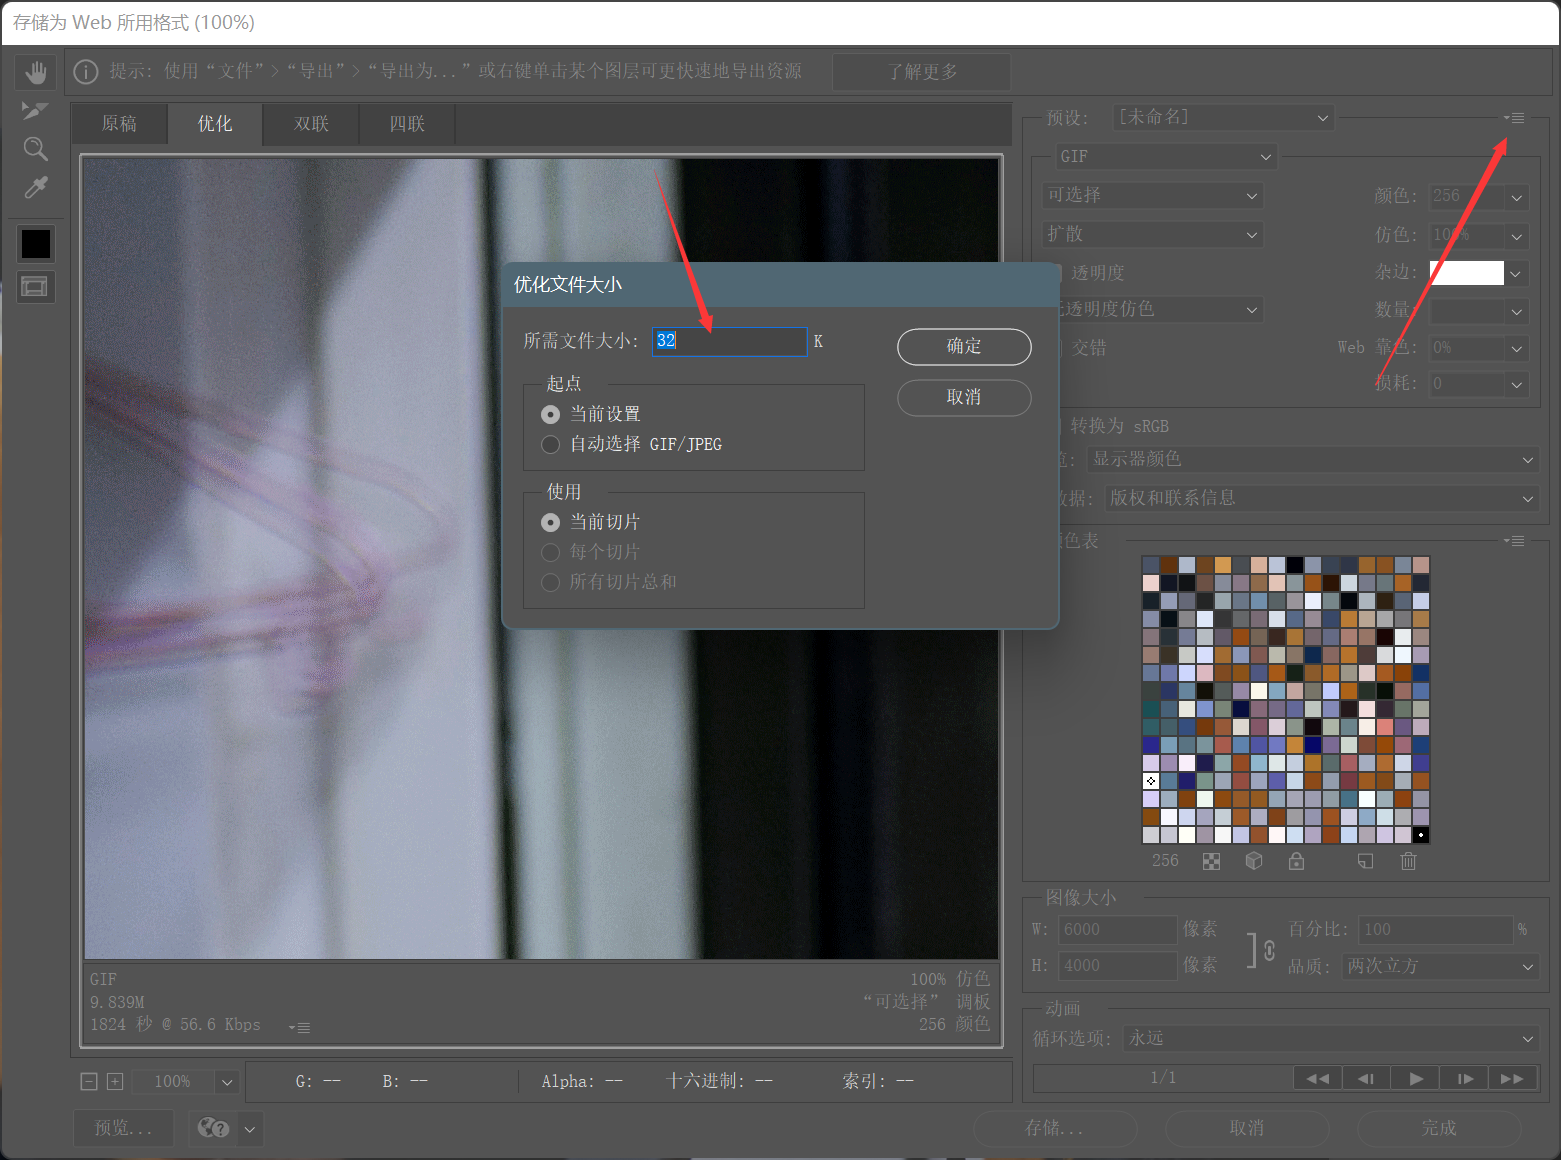 存储为 Web 所用格式 (100%)
提示: 使用 “文件” > “导出” > “导出为...” 或右键单击某个图层可更快速地导出资源
了解更多
原稿
优化
双联
四联
预设:
[未命名]
GIF
可选择
颜色:
256
扩散
仿色:
100%
透明度
杂边:
无透明度仿色
数量:
交错
Web 靠色:
0%
损耗:
0
转换为 sRGB
显示器颜色
版权和联系信息
色表
优化文件大小
所需文件大小:
32
K
确定
取消
起点
当前设置
自动选择 GIF/JPEG
使用
当前切片
每个切片
所有切片总和
256
图像大小
W:
6000
像素
H:
4000
像素
百分比:
100
%
品质:
两次立方
动画
循环选项:
永远
1/1
GIF
9.839M
1824 秒 @ 56.6 Kbps
100% 仿色
“可选择” 调板
256 颜色
100%
G: --
B: --
Alpha: --
十六进制: --
索引: --
预览...
存储...
取消
完成